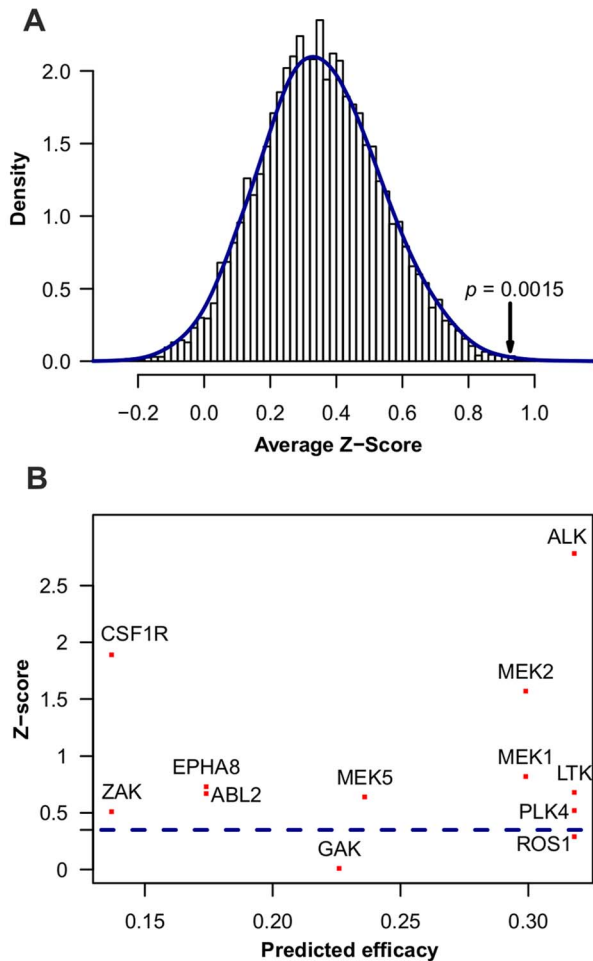 A
2.0
1.5
1.0
0.5
0.0
Density
p = 0.0015
−0.2 0.0 0.2 0.4 0.6 0.8 1.0
Average Z−Score
B
ALK
2.5
CSF1R
2
MEK2
1.5
Z−score
1
MEK1
EPHA8
MEK5
LTK
ZAK
ABL2
0.5
PLK4
GAK
ROS1
0
0.15 0.20 0.25 0.30
Predicted efficacy